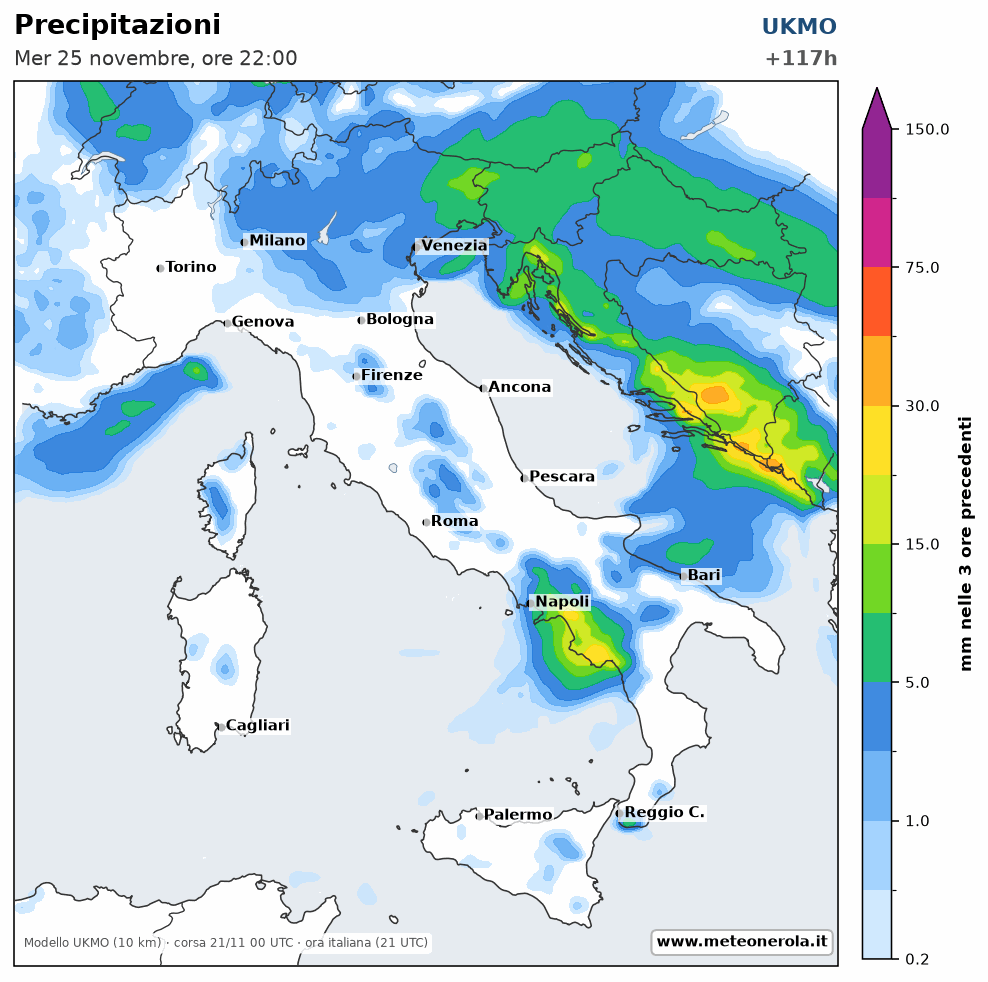 Precipitazioni
UKMO
Mer 25 novembre, ore 22:00
+117h
150.0
75.0
30.0
15.0
5.0
1.0
0.2
mm nelle 3 ore precedenti
Milano
Venezia
Torino
Genova
Bologna
Firenze
Ancona
Pescara
Roma
Bari
Napoli
Cagliari
Palermo
Reggio C.
Modello UKMO (10 km) · corsa 21/11 00 UTC · ora italiana (21 UTC)
www.meteonerola.it